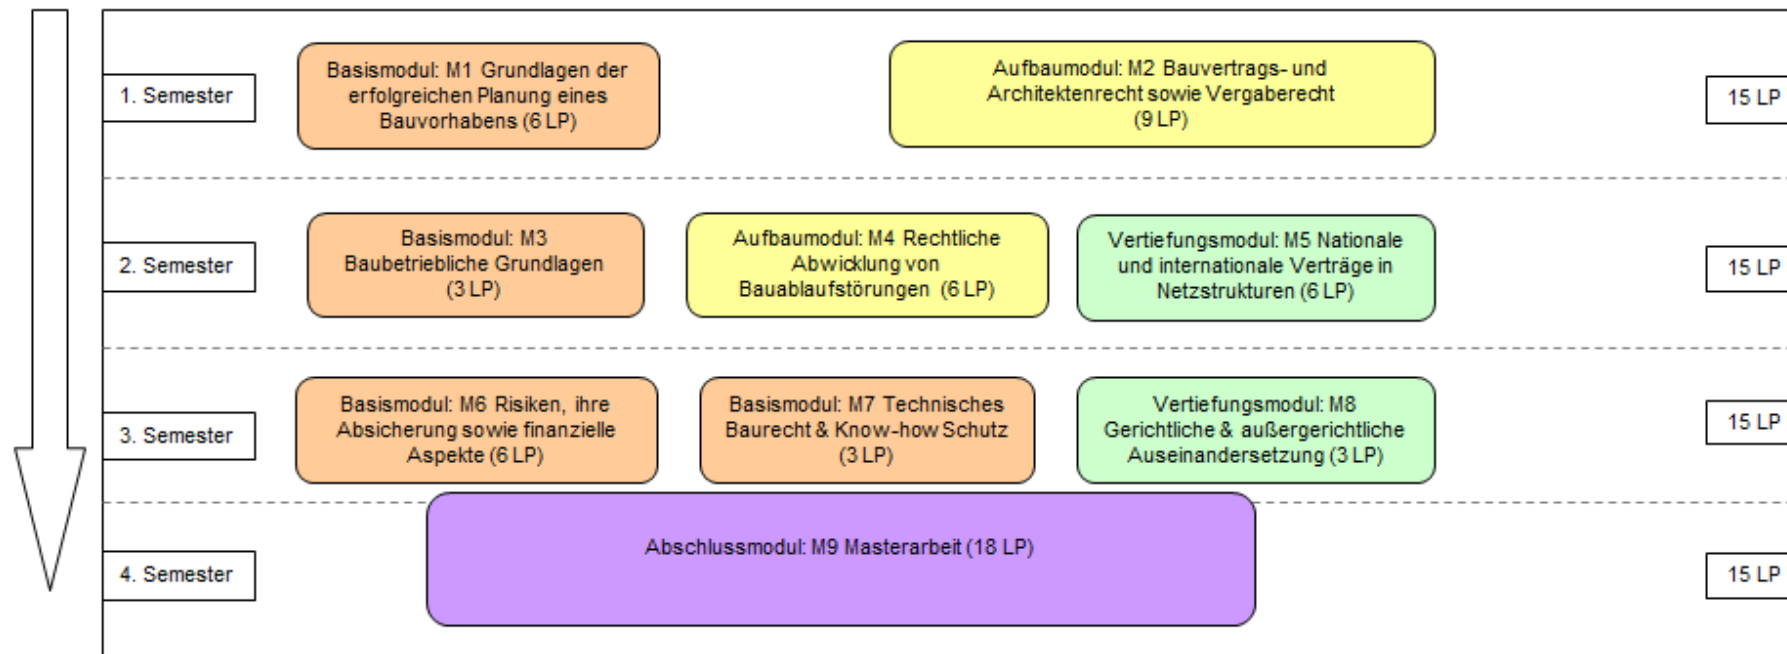 1. Semester
Basismodul: M1 Grundlagen der
erfolgreichen Planung eines
Bauvorhabens (6 LP)
Aufbaumodul: M2 Bauvertrags- und
Architektenrecht sowie Vergaberecht
(9 LP)
15 LP
2. Semester
Basismodul: M3
Baubetriebliche Grundlagen
(3 LP)
Aufbaumodul: M4 Rechtliche
Abwicklung von
Bauablaufstörungen (6 LP)
Vertiefungsmodul: M5 Nationale
und internationale Verträge in
Netzstrukturen (6 LP)
15 LP
3. Semester
Basismodul: M6 Risiken, ihre
Absicherung sowie finanzielle
Aspekte (6 LP)
Basismodul: M7 Technisches
Baurecht & Know-how Schutz
(3 LP)
Vertiefungsmodul: M8
Gerichtliche & außergerichtliche
Auseinandersetzung (3 LP)
15 LP
4. Semester
Abschlussmodul: M9 Masterarbeit (18 LP)
15 LP